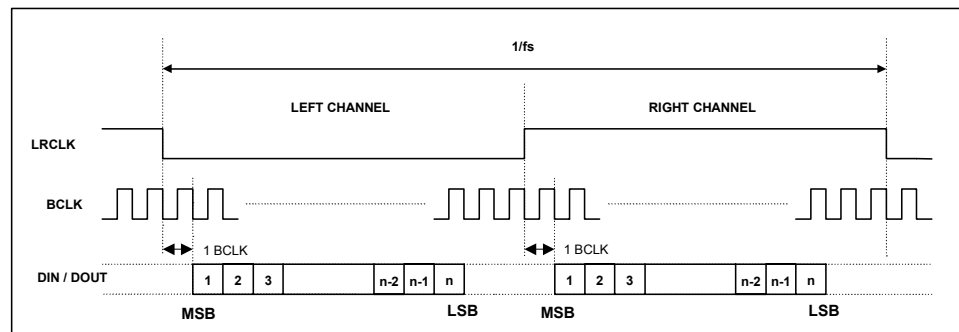 1/fs
LEFT CHANNEL
RIGHT CHANNEL
LRCLK
BCLK
1 BCLK
1 BCLK
DIN / DOUT
1 2 3 n-2 n-1 n
1 2 3 n-2 n-1 n
MSB
LSB
MSB
LSB